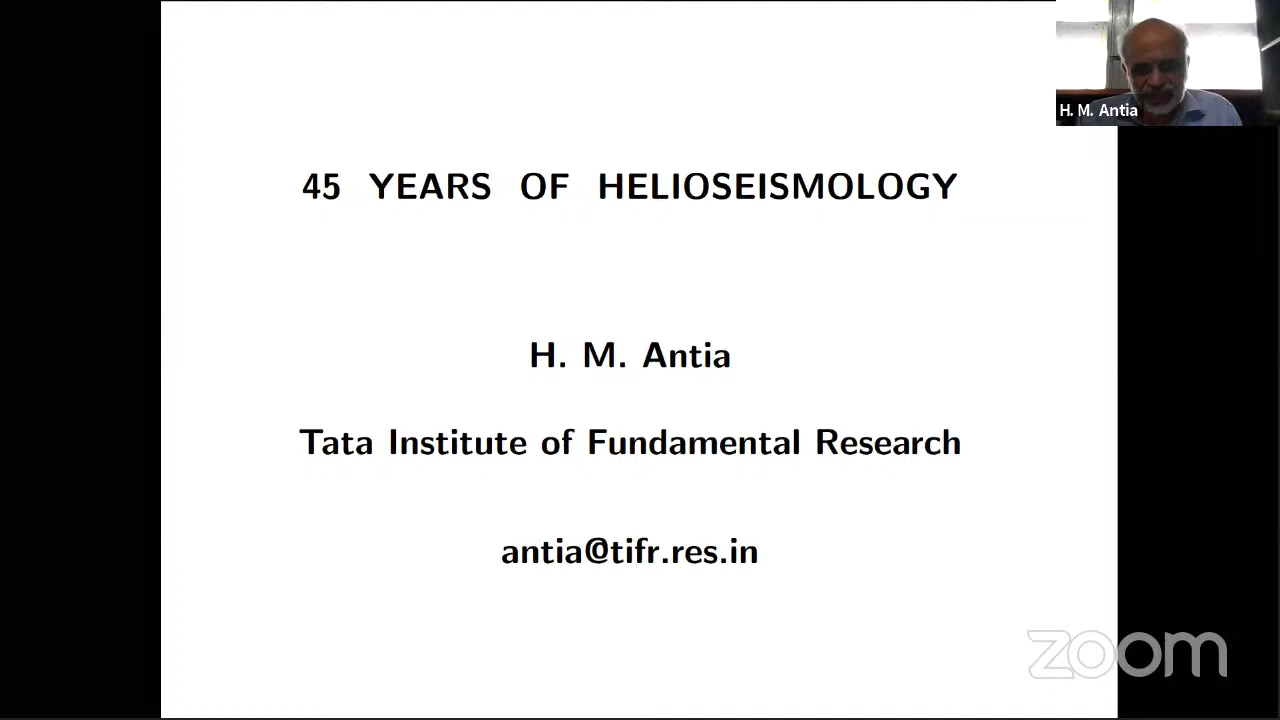 H. M. Antia
45 YEARS OF HELIOSEISMOLOGY
H. M. Antia
Tata Institute of Fundamental Research
antia@tifr.res.in
zoom